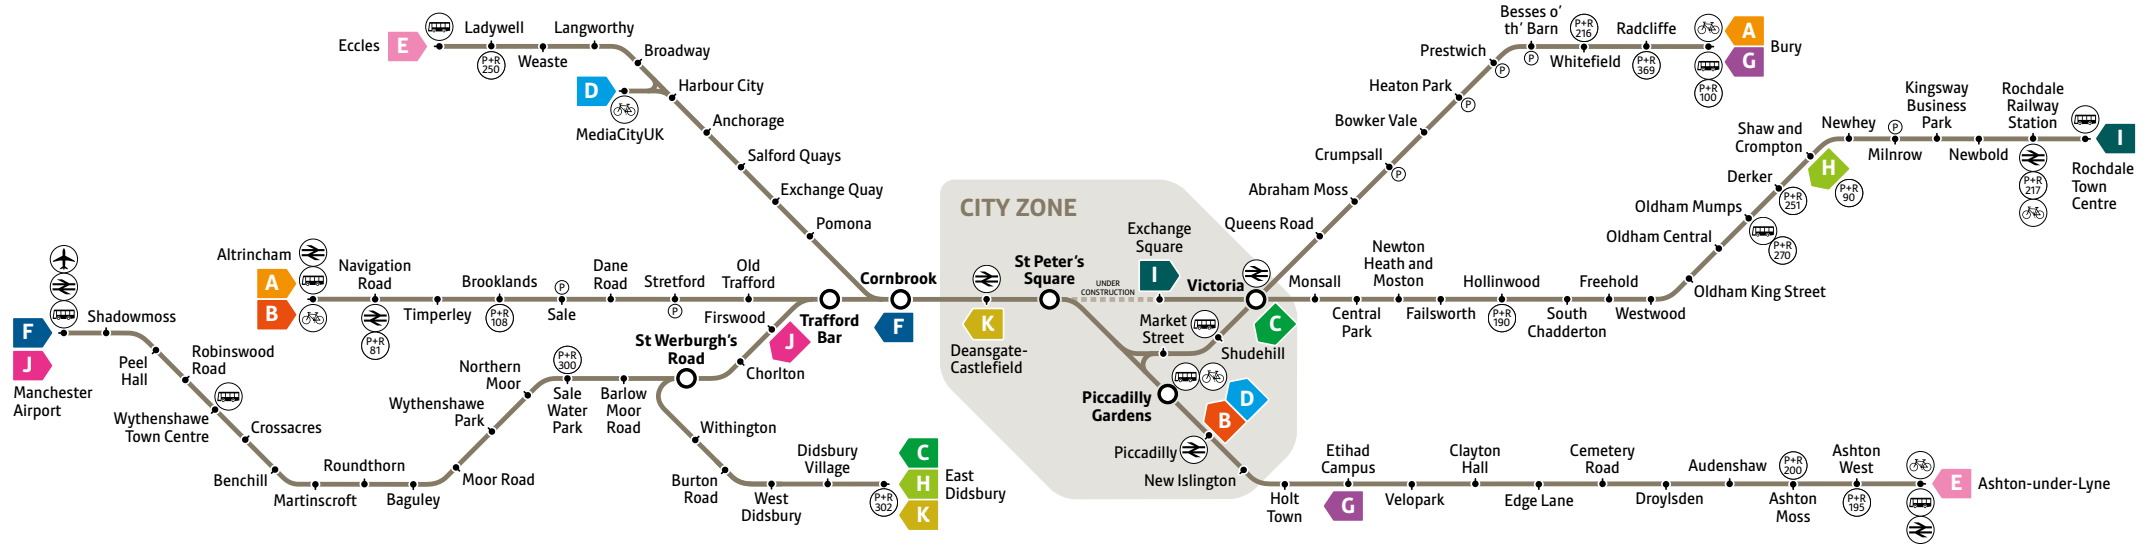 Eccles
E
Ladywell
P+R
250
Weaste
Langworthy
Broadway
D
MediaCityUK
Harbour City
Anchorage
Salford Quays
Exchange Quay
Pomona
Altrincham
A
B
Navigation
Road
P+R
81
Timperley
Brooklands
P+R
108
P
Sale
Dane
Road
Stretford
P
Old
Trafford
Trafford
Bar
Cornbrook
F
F
J
Manchester
Airport
Shadowmoss
Peel
Hall
Robinswood
Road
Wythenshawe
Town Centre
Crossacres
Benchill
Martinscroft
Roundthorn
Baguley
Moor Road
Wythenshawe
Park
Northern
Moor
P+R
300
Sale
Water
Park
Barlow
Moor
Road
St Werburgh's
Road
Chorlton
Firswood
J
Withington
Burton
Road
West
Didsbury
Didsbury
Village
P+R
302
C
H
K
East
Didsbury
CITY ZONE
K
Deansgate-
Castlefield
St Peter's
Square
UNDER
CONSTRUCTION
Exchange
Square
I
Victoria
C
Market
Street
Shudehill
Piccadilly
Gardens
D
B
Piccadilly
New Islington
Queens Road
Abraham Moss
Crumpsall
P
Bowker Vale
Heaton Park
P
Prestwich
P
Besses o'
th' Barn
P
P+R
216
Whitefield
Radcliffe
P+R
369
A
G
Bury
P+R
100
Monsall
Central
Park
Newton
Heath and
Moston
Failsworth
Hollinwood
P+R
190
South
Chadderton
Freehold
Westwood
Oldham King Street
Oldham Central
Oldham Mumps
P+R
270
Derker
P+R
251
Shaw and
Crompton
H
P+R
90
Newhey
P
Milnrow
Kingsway
Business
Park
Newbold
Rochdale
Railway
Station
P+R
217
I
Rochdale
Town
Centre
Holt
Town
Etihad
Campus
G
Velopark
Clayton
Hall
Edge Lane
Cemetery
Road
Droylsden
Audenshaw
P+R
200
Ashton
Moss
Ashton
West
P+R
195
E
Ashton-under-Lyne